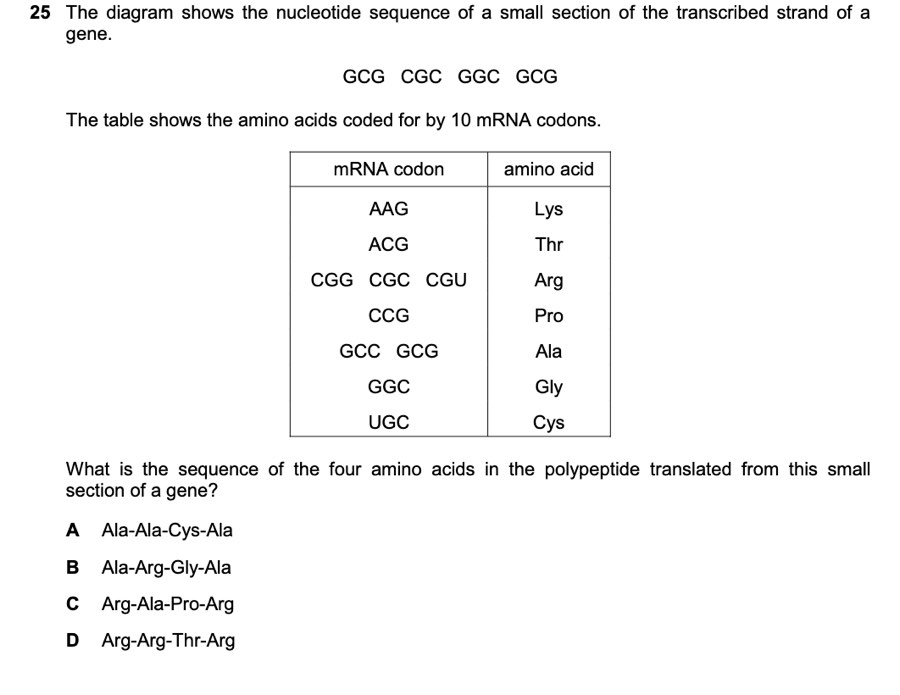 25 The diagram shows the nucleotide sequence of a small section of the transcribed strand of a
gene.
GCG CGC GGC GCG
The table shows the amino acids coded for by 10 mRNA codons.
mRNA codon amino acid
AAG Lys
ACG Thr
CGG CGC CGU Arg
CCG Pro
GCC GCG Ala
GGC Gly
UGC Cys
What is the sequence of the four amino acids in the polypeptide translated from this small
section of a gene?
A Ala-Ala-Cys-Ala
B Ala-Arg-Gly-Ala
C Arg-Ala-Pro-Arg
D Arg-Arg-Thr-Arg